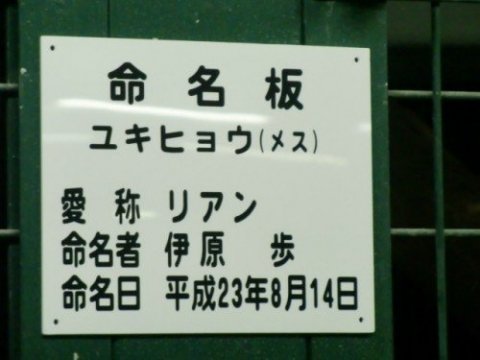 命名板
ユキヒョウ(メス)
愛称 リアン
命名者 伊原 歩
命名日 平成23年8月14日